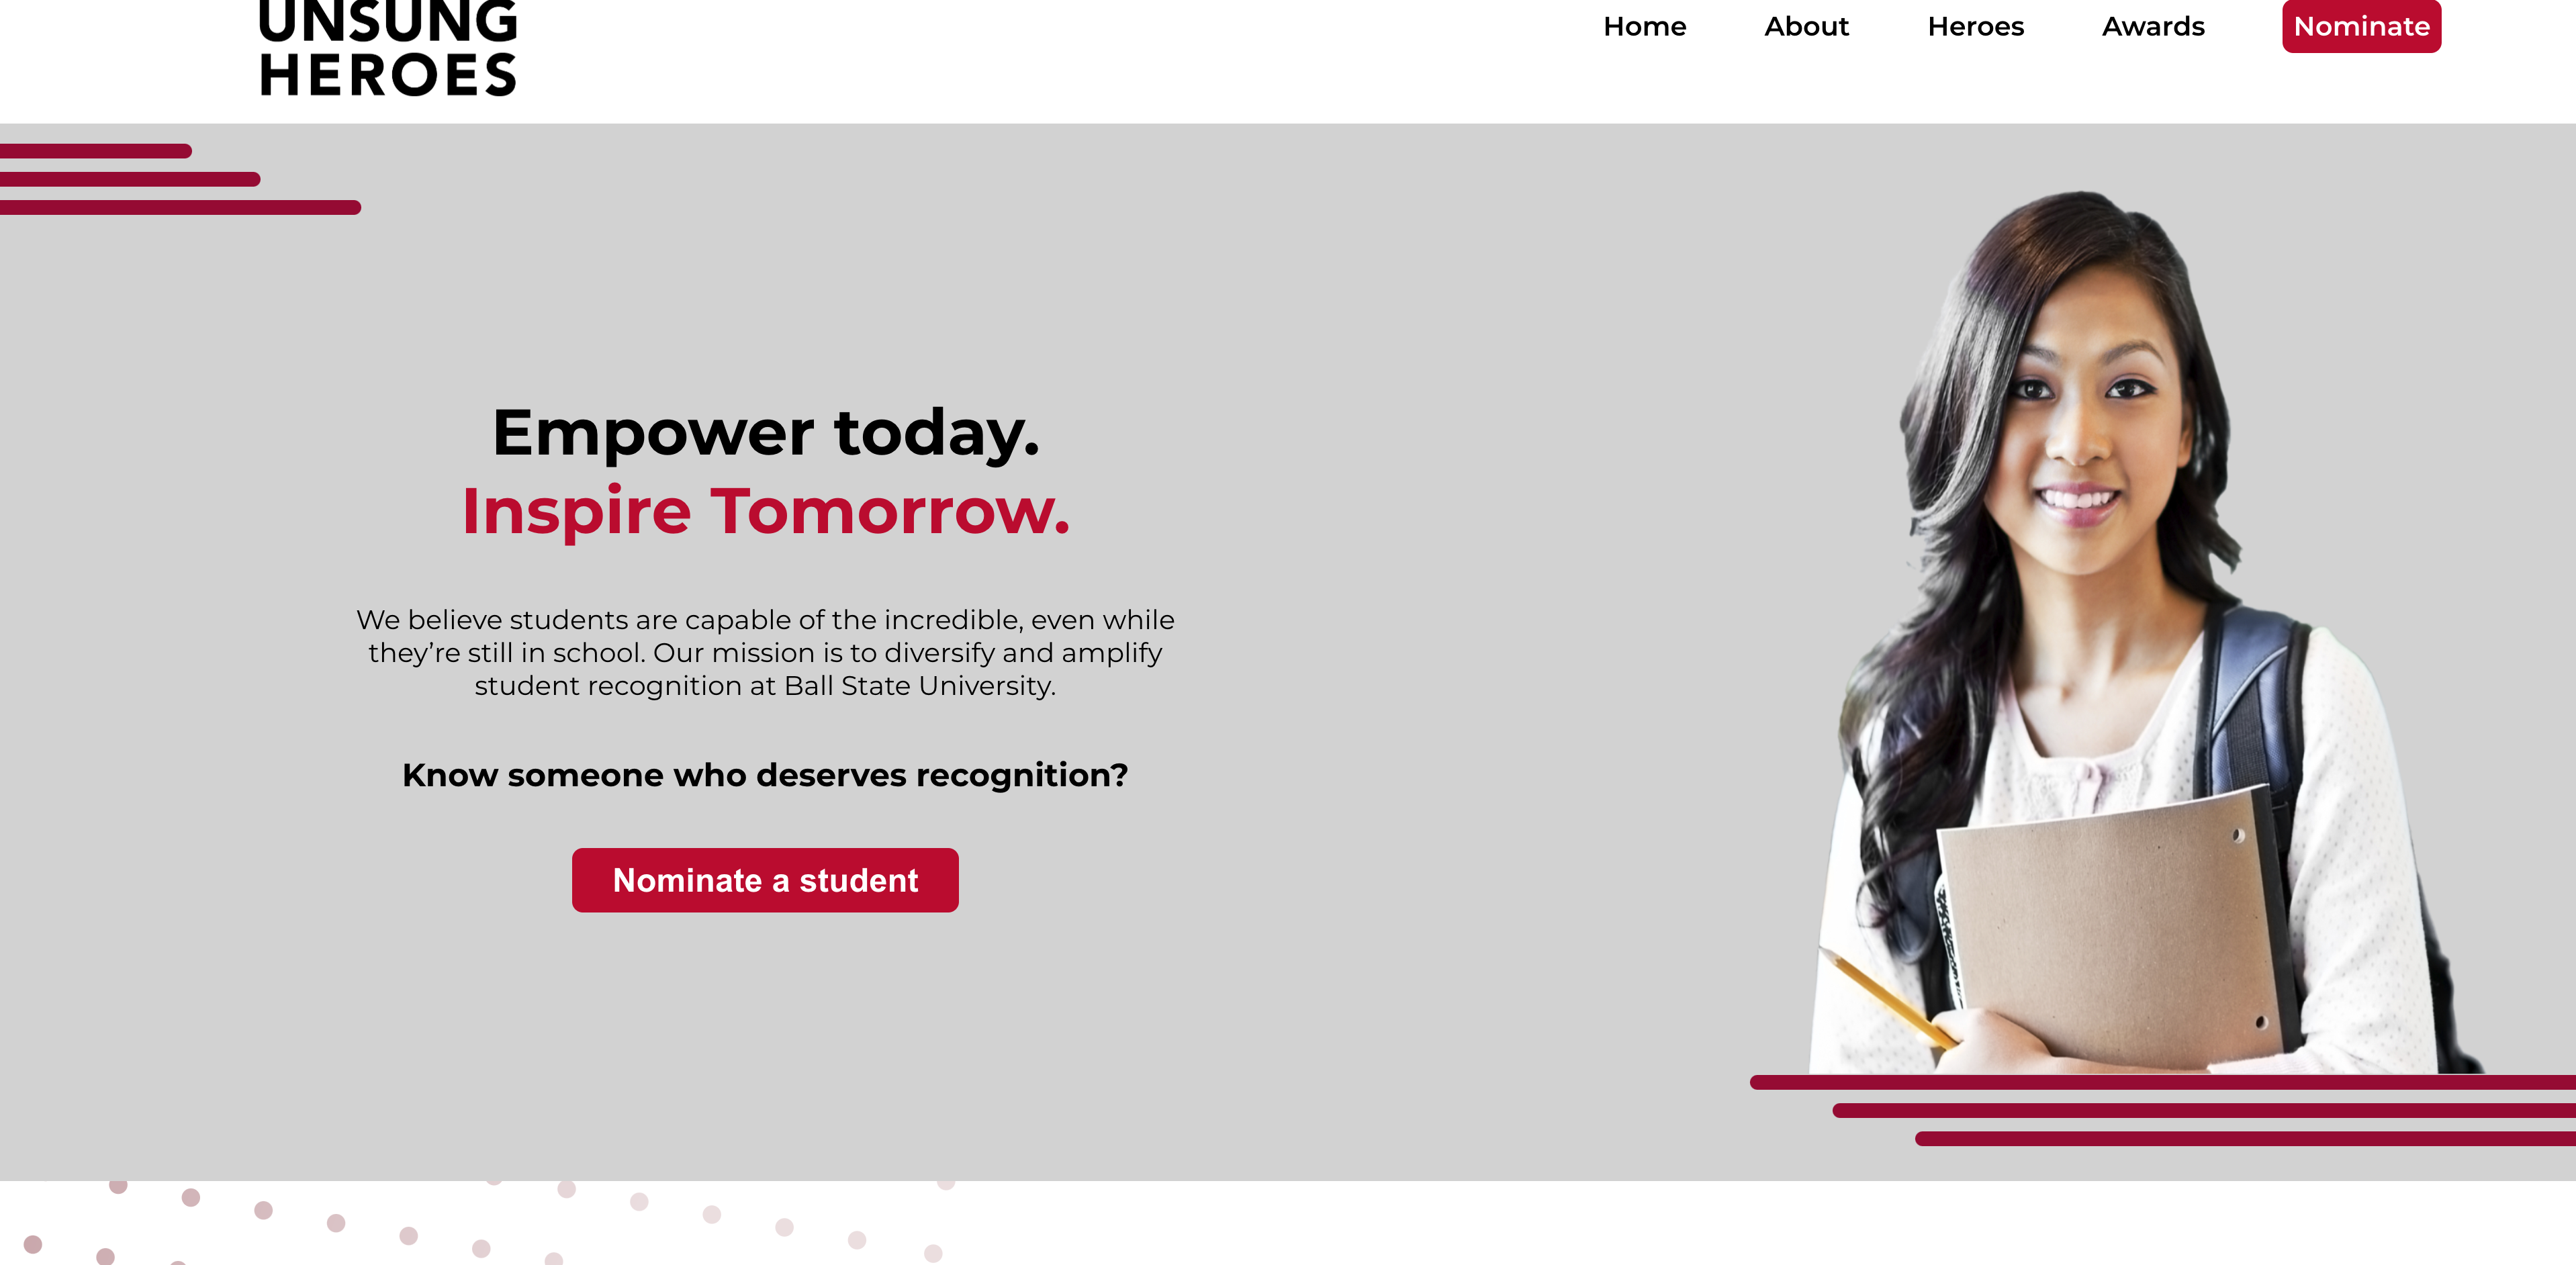 UNSUNG
HEROES
Home About Heroes Awards Nominate
Empower today.
Inspire Tomorrow.
We believe students are capable of the incredible, even while
they’re still in school. Our mission is to diversify and amplify
student recognition at Ball State University.
Know someone who deserves recognition?
Nominate a student